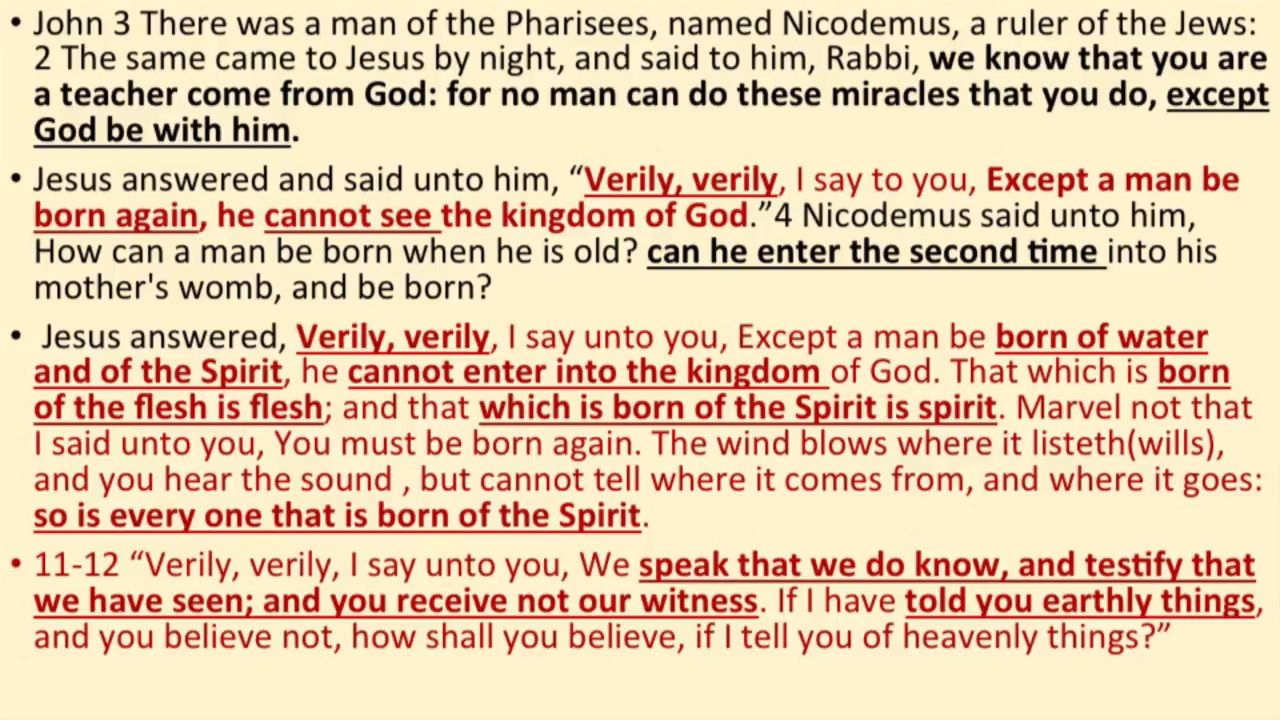 • John 3 There was a man of the Pharisees, named Nicodemus, a ruler of the Jews:
2 The same came to Jesus by night, and said to him, Rabbi, we know that you are
a teacher come from God: for no man can do these miracles that you do, except
God be with him.
• Jesus answered and said unto him, “Verily, verily, I say to you, Except a man be
born again, he cannot see the kingdom of God.”4 Nicodemus said unto him,
How can a man be born when he is old? can he enter the second time into his
mother's womb, and be born?
• Jesus answered, Verily, verily, I say unto you, Except a man be born of water
and of the Spirit, he cannot enter into the kingdom of God. That which is born
of the flesh is flesh; and that which is born of the Spirit is spirit. Marvel not that
I said unto you, You must be born again. The wind blows where it listeth(wills),
and you hear the sound , but cannot tell where it comes from, and where it goes:
so is every one that is born of the Spirit.
• 11-12 “Verily, verily, I say unto you, We speak that we do know, and testify that
we have seen; and you receive not our witness. If I have told you earthly things,
and you believe not, how shall you believe, if I tell you of heavenly things?”